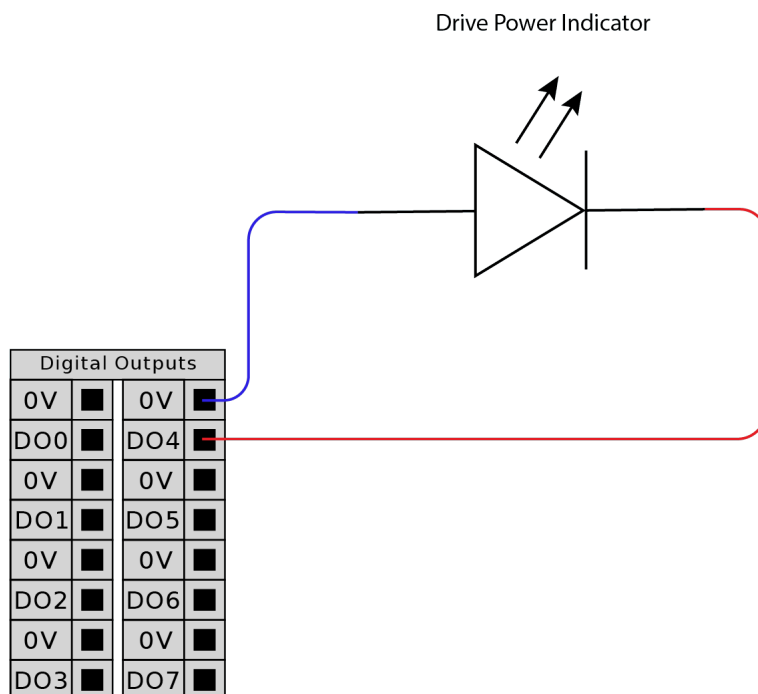 Drive Power Indicator
Digital Outputs
0V 0V
DO0 DO4
0V 0V
DO1 DO5
0V 0V
DO2 DO6
0V 0V
DO3 DO7